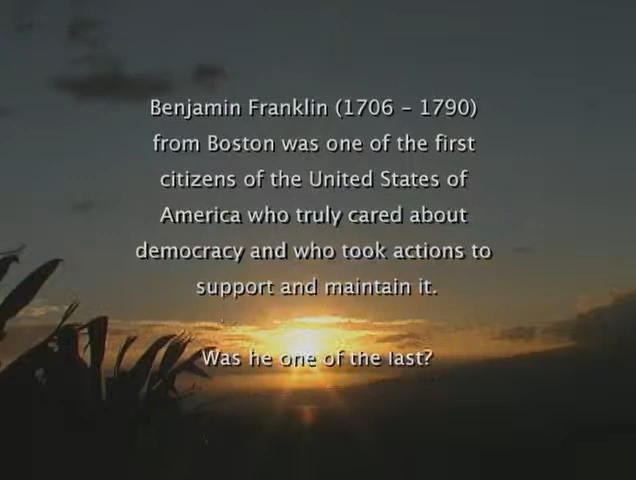 Benjamin Franklin (1706 - 1790)
from Boston was one of the first
citizens of the United States of
America who truly cared about
democracy and who took actions to
support and maintain it.
Was he one of the last?